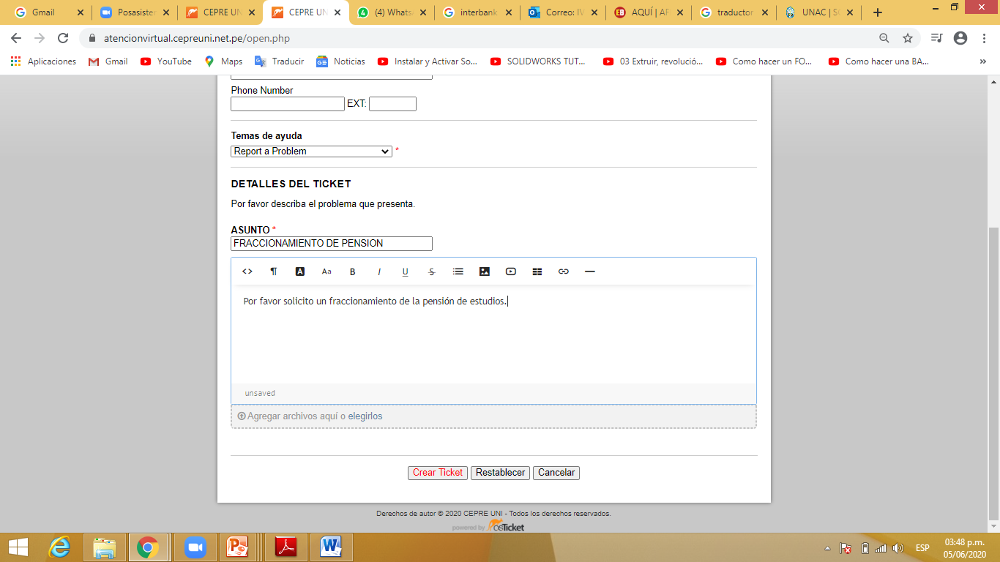 Gmail
Posasister
CEPRE UN
CEPRE UN
(4) Whats
interbank
Correo: IV
AQUÍ | AF
traductor
UNAC | S
atencionvirtual.cepreuni.net.pe/open.php
Aplicaciones Gmail YouTube Maps Traducir Noticias Instalar y Activar So... SOLIDWORKS TUT... 03 Extruir, revolució... Como hacer un FO... Como hacer una BA... »
Phone Number
EXT:
Temas de ayuda
Report a Problem *
DETALLES DEL TICKET
Por favor describa el problema que presenta.
ASUNTO *
FRACCIONAMIENTO DE PENSION
<> ¶ A Aa B I U S
Por favor solicito un fraccionamiento de la pensión de estudios.
unsaved
Agregar archivos aquí o elegirlos
Crear Ticket Restablecer Cancelar
Derechos de autor © 2020 CEPRE UNI - Todos los derechos reservados.
powered by osTicket
ESP
03:48 p.m.
05/06/2020